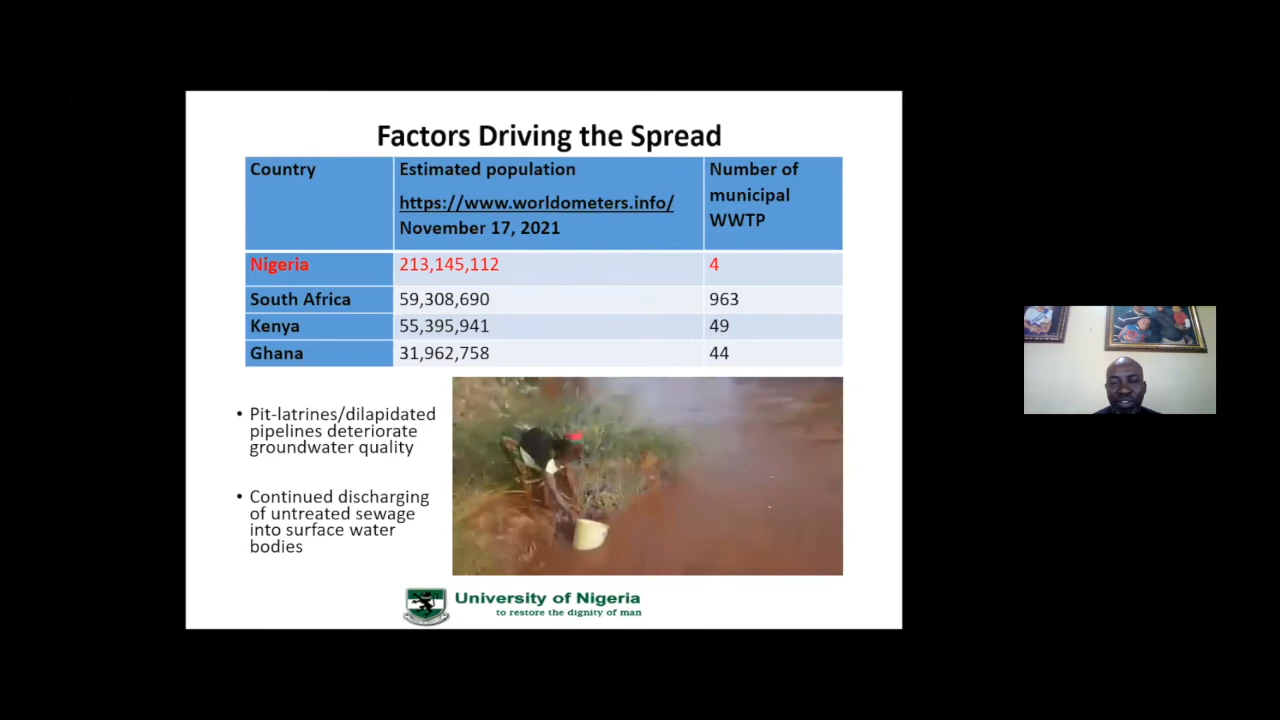 Factors Driving the Spread
Country
Estimated population
https://www.worldometers.info/
November 17, 2021
Number of
municipal
WWTP
Nigeria 213,145,112 4
South Africa 59,308,690 963
Kenya 55,395,941 49
Ghana 31,962,758 44
• Pit-latrines/dilapidated
pipelines deteriorate
groundwater quality
• Continued discharging
of untreated sewage
into surface water
bodies
University of Nigeria
to restore the dignity of man